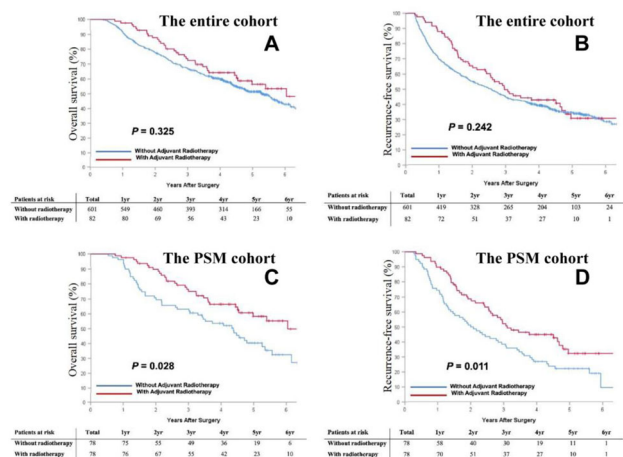 The entire cohort
A
Overall survival (%)
100
90
80
70
60
50
40
30
20
10
P = 0.325
Without Adjuvant Radiotherapy
With Adjuvant Radiotherapy
0 1 2 3 4 5 6
Years After Surgery
Patients at risk Total 1yr 2yr 3yr 4yr 5yr 6yr
Without radiotherapy 601 549 460 393 314 166 55
With radiotherapy 82 80 69 56 43 23 10
The entire cohort
B
Recurrence-free survival (%)
100
90
80
70
60
50
40
30
20
10
P = 0.242
Without Adjuvant Radiotherapy
With Adjuvant Radiotherapy
0 1 2 3 4 5 6
Years After Surgery
Patients at risk Total 1yr 2yr 3yr 4yr 5yr 6yr
Without radiotherapy 601 419 328 265 204 103 24
With radiotherapy 82 72 51 37 27 10 1
The PSM cohort
C
Overall survival (%)
100
90
80
70
60
50
40
30
20
10
P = 0.028
Without Adjuvant Radiotherapy
With Adjuvant Radiotherapy
0 1 2 3 4 5 6
Years After Surgery
Patients at risk Total 1yr 2yr 3yr 4yr 5yr 6yr
Without radiotherapy 78 75 55 49 36 19 6
With radiotherapy 78 76 67 55 42 23 10
The PSM cohort
D
Recurrence-free survival (%)
100
90
80
70
60
50
40
30
20
10
P = 0.011
Without Adjuvant Radiotherapy
With Adjuvant Radiotherapy
0 1 2 3 4 5 6
Years After Surgery
Patients at risk Total 1yr 2yr 3yr 4yr 5yr 6yr
Without radiotherapy 78 58 40 30 19 11 1
With radiotherapy 78 70 51 37 27 10 1